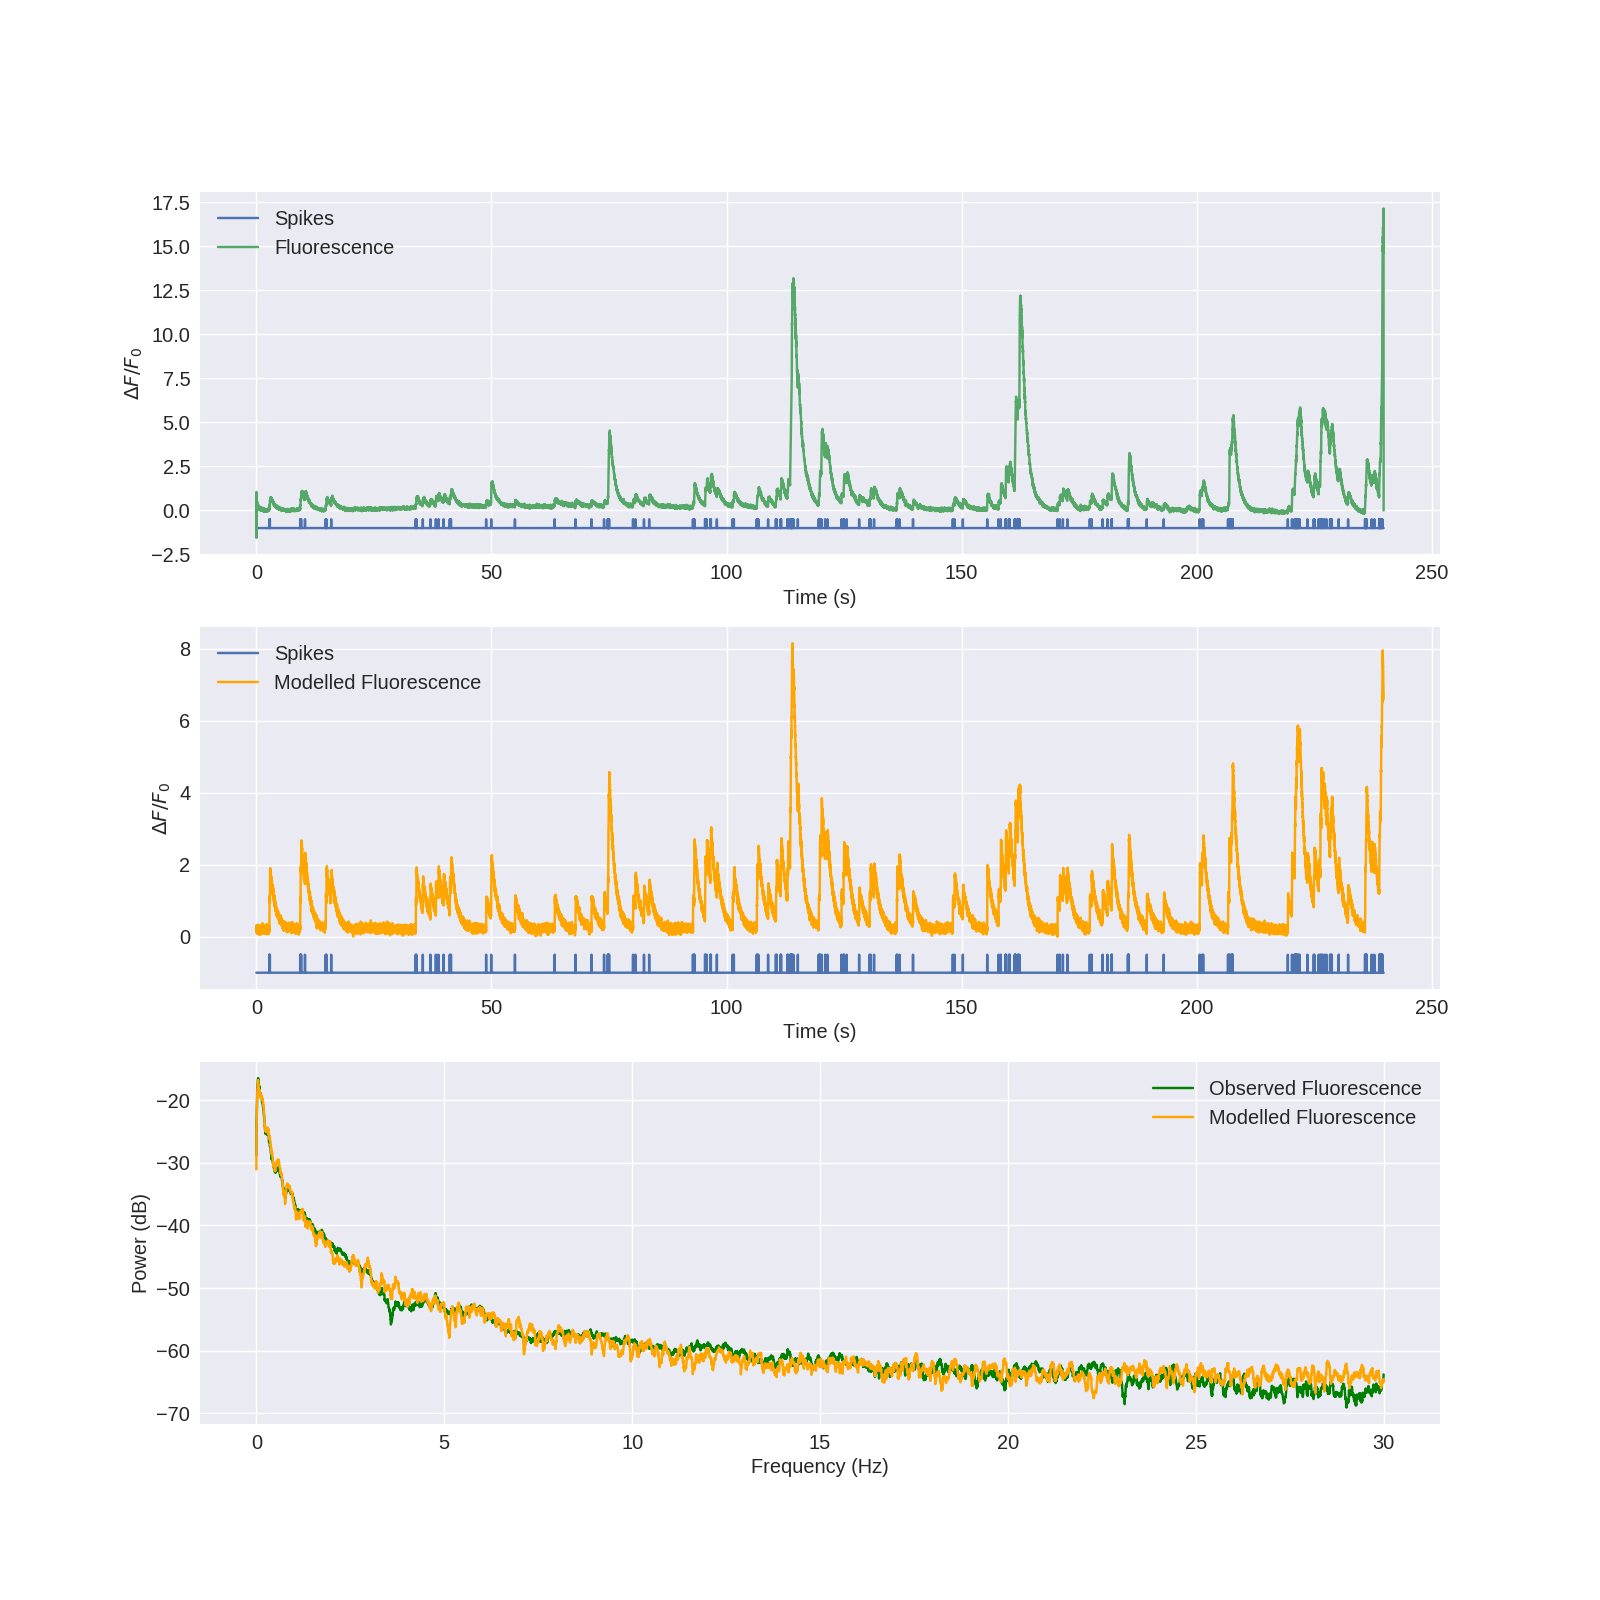 17.5
15.0
12.5
10.0
7.5
5.0
2.5
0.0
−2.5
ΔF/F0
Spikes
Fluorescence
0 50 100 150 200 250
Time (s)
8
6
4
2
0
ΔF/F0
Spikes
Modelled Fluorescence
0 50 100 150 200 250
Time (s)
−20
−30
−40
−50
−60
−70
Power (dB)
Observed Fluorescence
Modelled Fluorescence
0 5 10 15 20 25 30
Frequency (Hz)